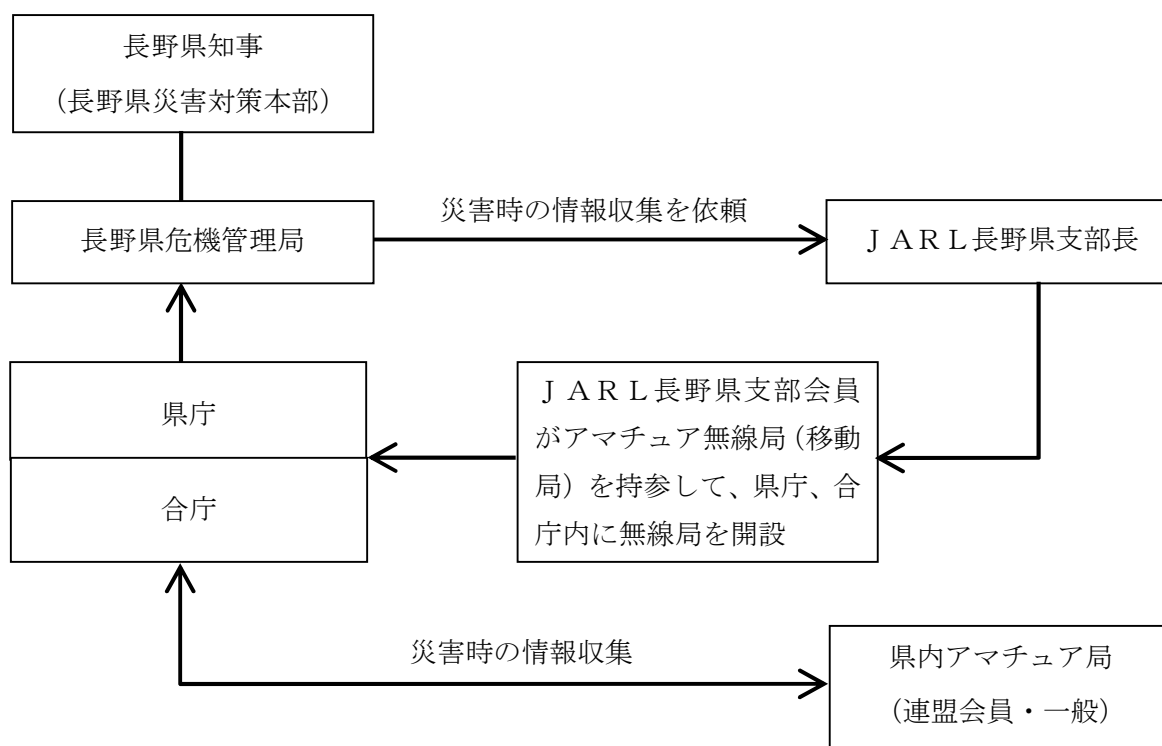 長野県知事
（長野県災害対策本部）
災害時の情報収集を依頼
長野県危機管理局
ＪＡＲＬ長野県支部長
県庁
合庁
ＪＡＲＬ長野県支部会員
がアマチュア無線局（移動
局）を持参して、県庁、合
庁内に無線局を開設
災害時の情報収集
県内アマチュア局
（連盟会員・一般）